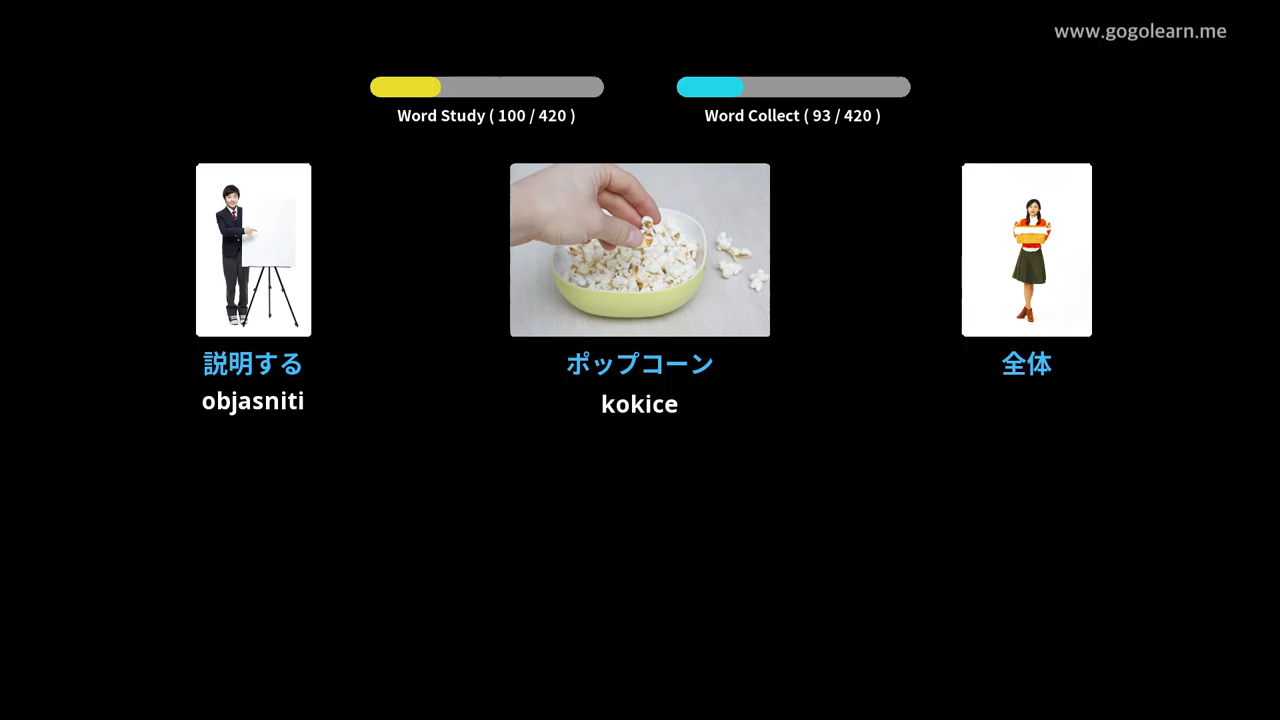 www.gogolearn.me
Word Study ( 100 / 420 )
Word Collect ( 93 / 420 )
説明する
ポップコーン
全体
objasniti
kokice